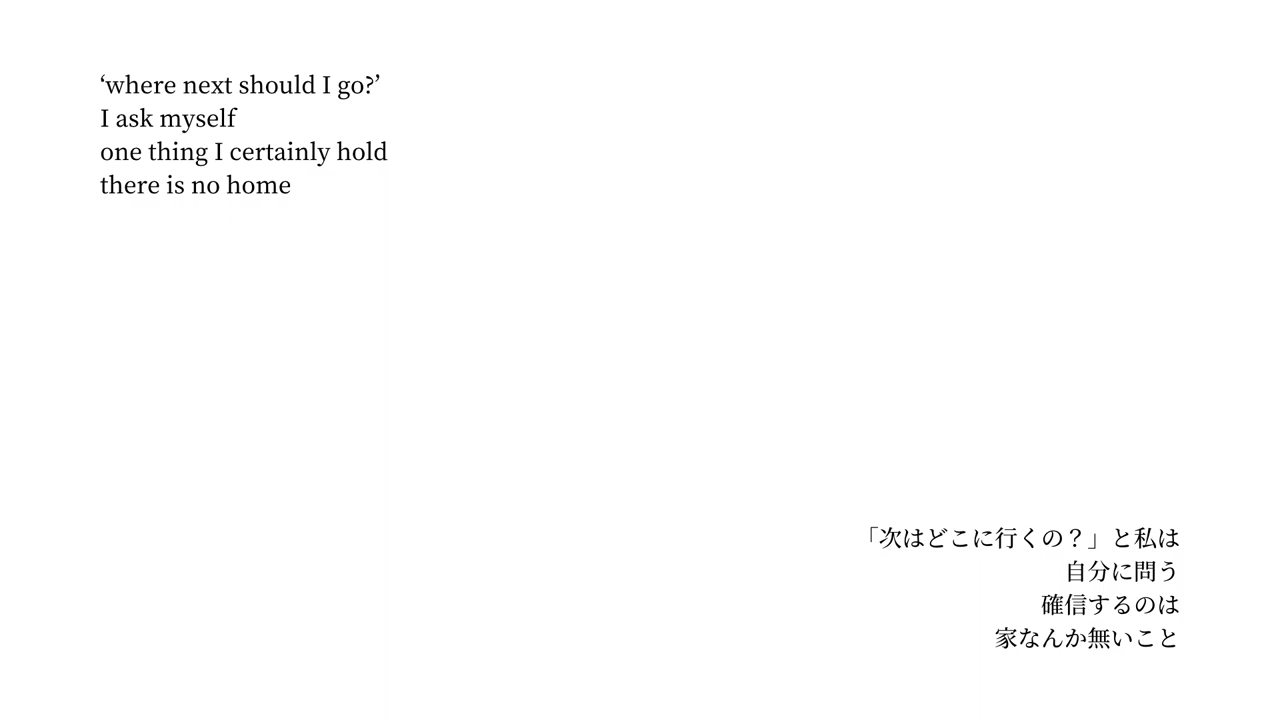 ‘where next should I go?’
I ask myself
one thing I certainly hold
there is no home
「次はどこに行くの？」と私は
自分に問う
確信するのは
家なんか無いこと